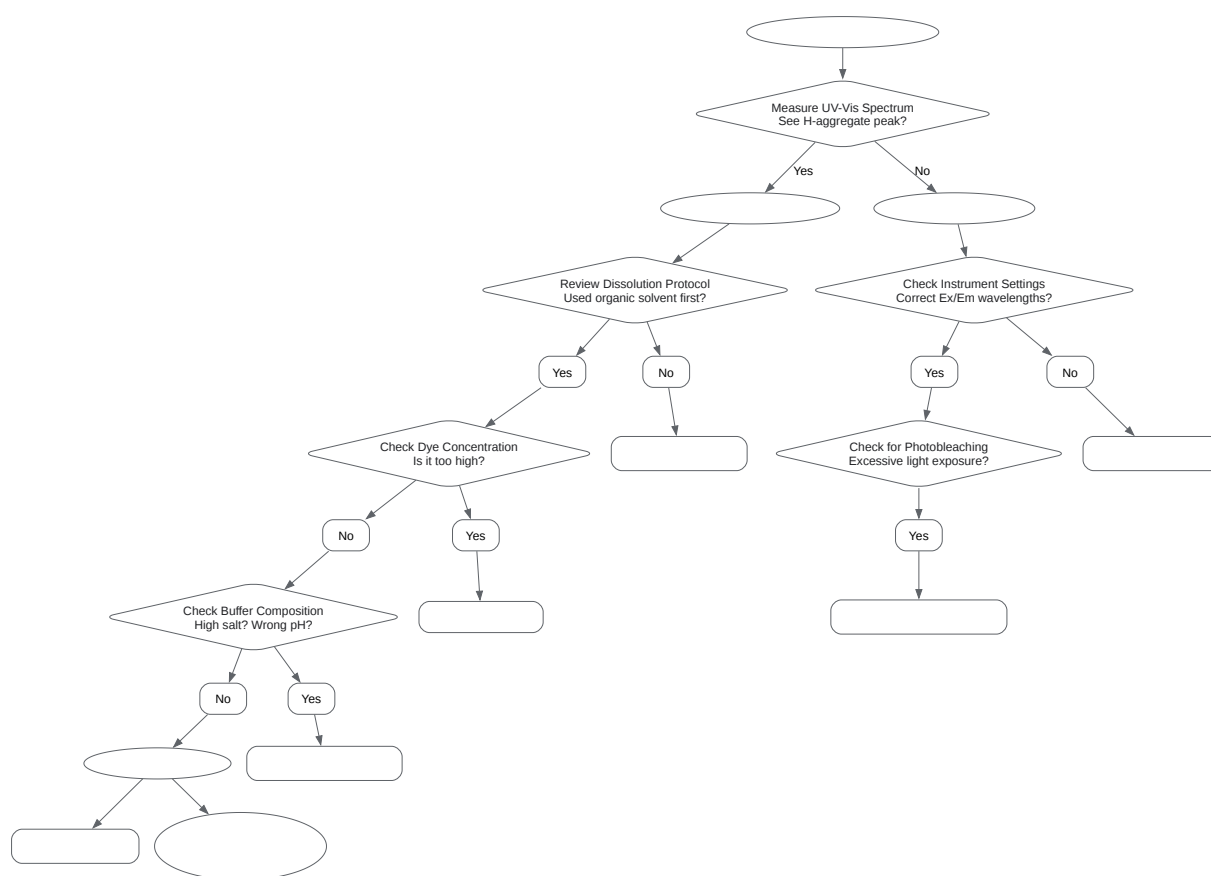 Measure UV-Vis Spectrum
See H-aggregate peak?
Yes
No
Review Dissolution Protocol
Used organic solvent first?
Check Instrument Settings
Correct Ex/Em wavelengths?
Yes
No
Yes
No
Check Dye Concentration
Is it too high?
Check for Photobleaching
Excessive light exposure?
No
Yes
Yes
Check Buffer Composition
High salt? Wrong pH?
No
Yes